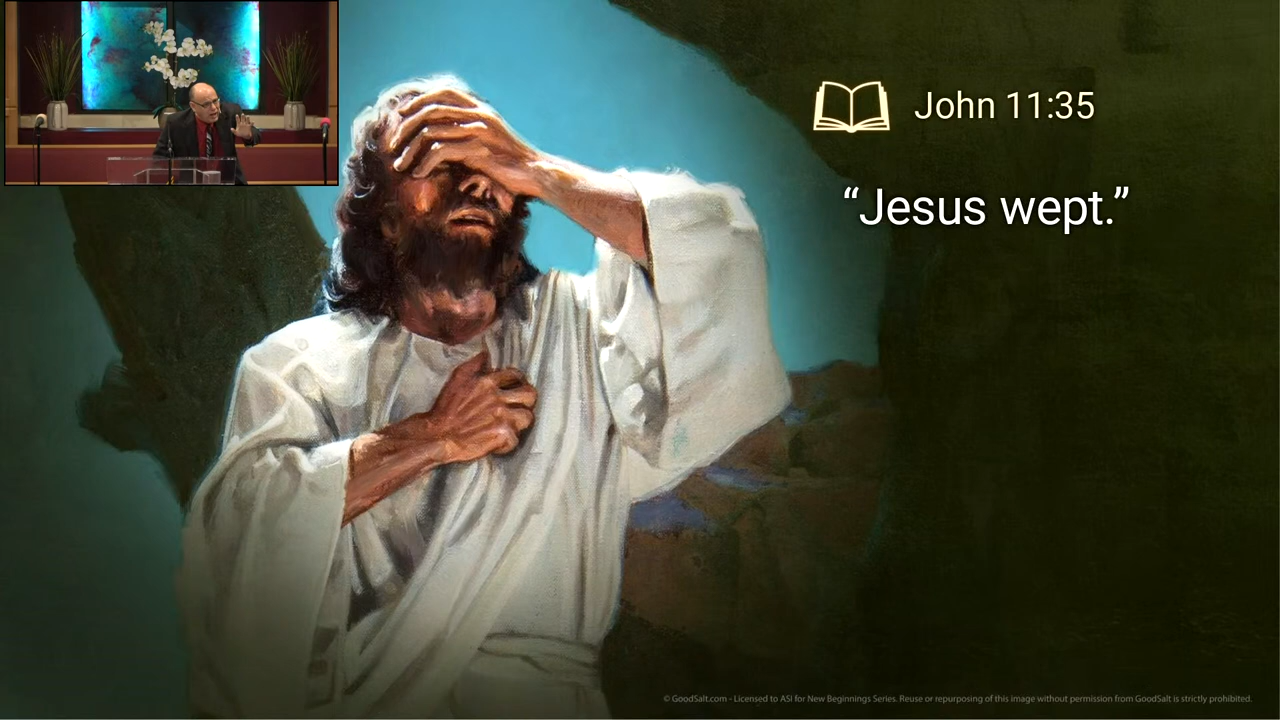 John 11:35
“Jesus wept.”
© GoodSalt.com - Licensed to ASI for New Beginnings Series. Reuse or repurposing of this image without permission from GoodSalt is strictly prohibited.